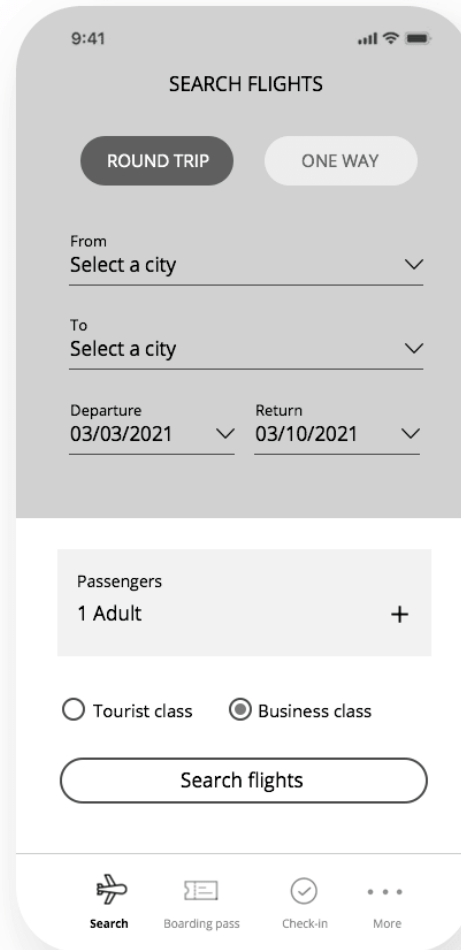 9:41
SEARCH FLIGHTS
ROUND TRIP ONE WAY
From
Select a city
To
Select a city
Departure Return
03/03/2021 03/10/2021
Passengers
1 Adult +
Tourist class Business class
Search flights
Search Boarding pass Check-in More